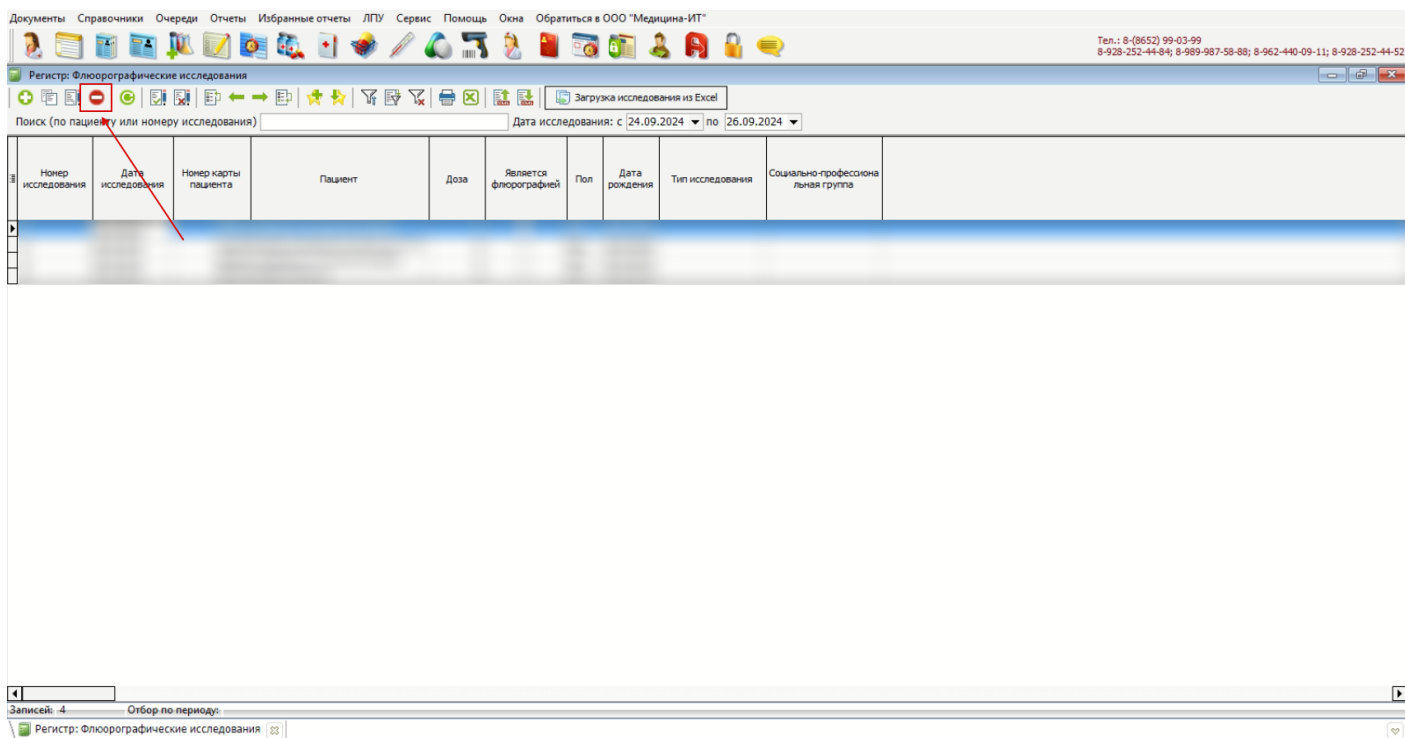 Документы Справочники Очереди Отчеты Избранные отчеты ЛПУ Сервис Помощь Окна Обратиться в ООО "Медицина-ИТ"
Тел.: 8-(8652) 99-03-99
8-928-252-44-84; 8-989-987-58-88; 8-962-440-09-11; 8-928-252-44-52
Регистр: Флюорографические исследования
Загрузка исследования из Excel
Поиск (по пациенту или номеру исследования) Дата исследования: с 24.09.2024 по 26.09.2024
Номер исследования
Дата исследования
Номер карты пациента
Пациент
Доза
Является флюрографией
Пол
Дата рождения
Тип исследования
Социально-профессиона
льная группа
Записей: 4 Отбор по периоду:
Регистр: Флюорографические исследования